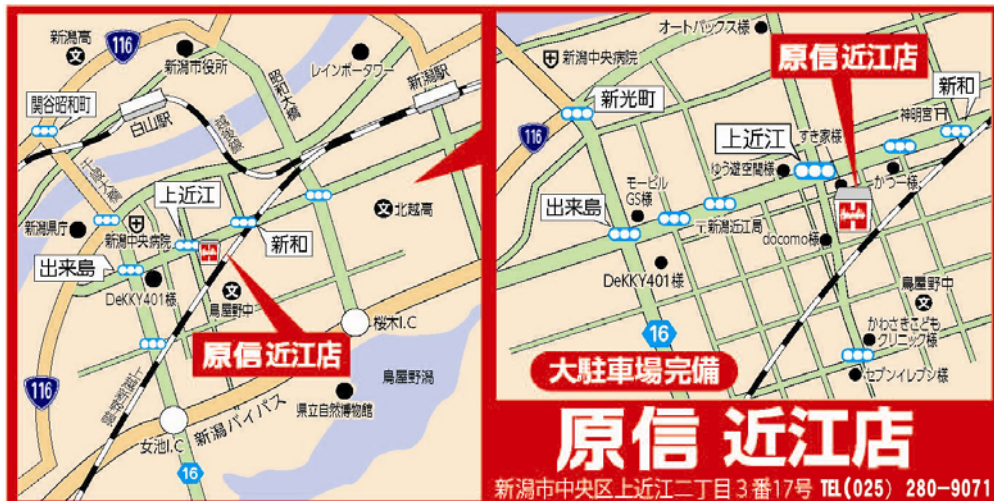 新潟高
116
新潟市役所
レインボータワー
新潟駅
昭和大橋
関谷昭和町
白山駅
越後線
千歳大橋
上近江
北越高
新潟県庁
新潟中央病院
新和
出来島
DeKKY401様
鳥屋野中
原信 近江店
桜木I.C
116
鳥屋野潟
県立自然博物館
上越新幹線
新潟バイパス
女池I.C
16
オートバックス様
新潟中央病院
原信 近江店
新光町
新和
神明宮
116
上近江
すき家様
ゆう遊空間様
かつー様
モービル
GS様
出来島
〒新潟近江局
docomo様
DeKKY401様
鳥屋野中
かわさきこども
クリニック様
16
セブンイレブン様
大駐車場完備
原信 近江店
新潟市中央区上近江二丁目3番17号 TEL(025) 280-9071